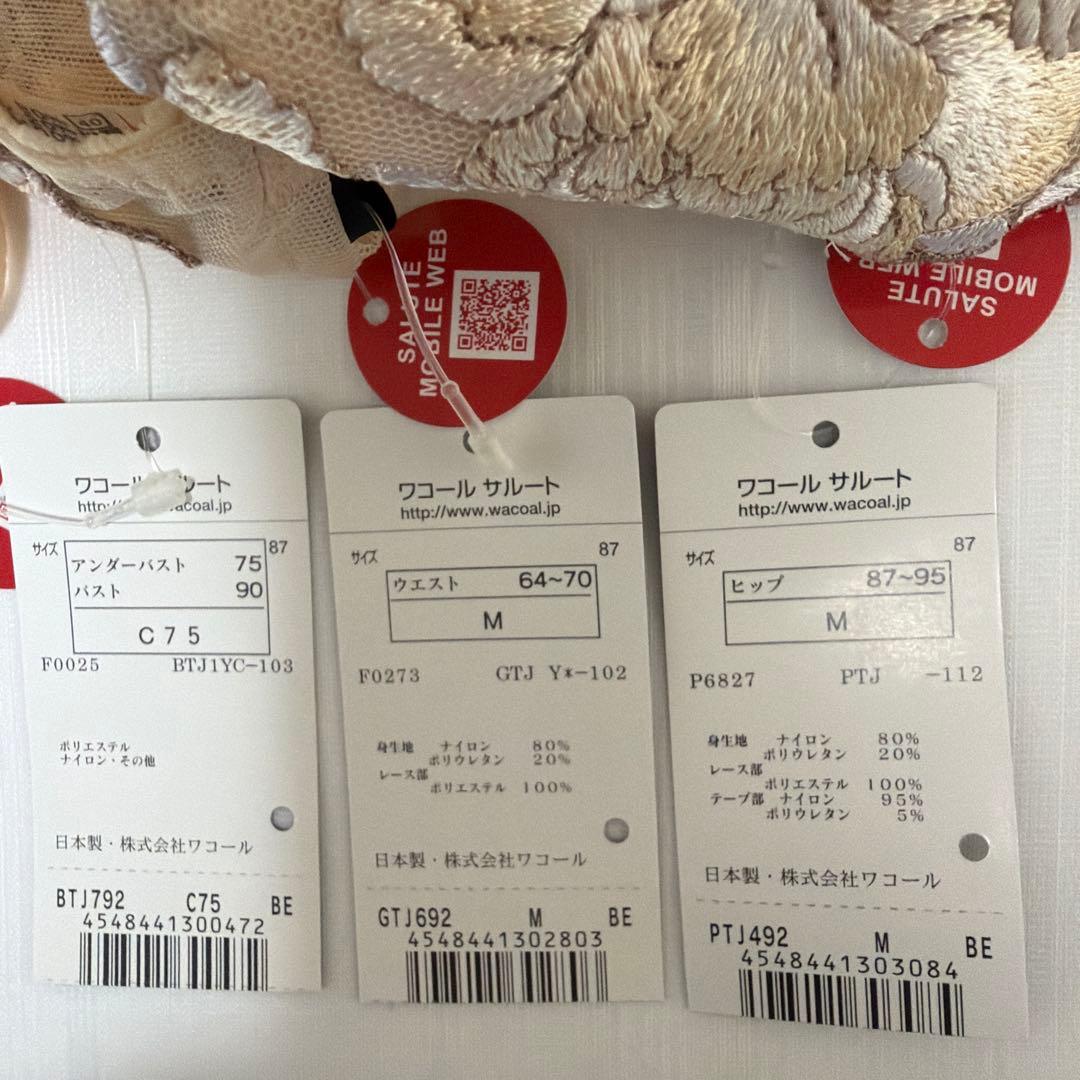 SALUTE
MOBILE WEB
SALUTE
MOBILE WEB
ワコール サルート
http://www.wacoal.jp
サイズ
87
アンダーバスト 75
バスト 90
C75
F0025 BTJ1YC-103
ポリエステル
ナイロン・その他
日本製・株式会社ワコール
BTJ792 C75 BE
4548441300472
ワコール サルート
http://www.wacoal.jp
サイズ
87
ウエスト 64~70
M
F0273 GTJ Y*-102
身生地 ナイロン 80%
ポリウレタン 20%
レース部
ポリエステル 100%
日本製・株式会社ワコール
GTJ692 M BE
4548441302803
ワコール サルート
http://www.wacoal.jp
サイズ
87
ヒップ 87~95
M
P6827 PTJ -112
身生地 ナイロン 80%
ポリウレタン 20%
レース部
ポリエステル 100%
テープ部 ナイロン 95%
ポリウレタン 5%
日本製・株式会社ワコール
PTJ492 M BE
4548441303084